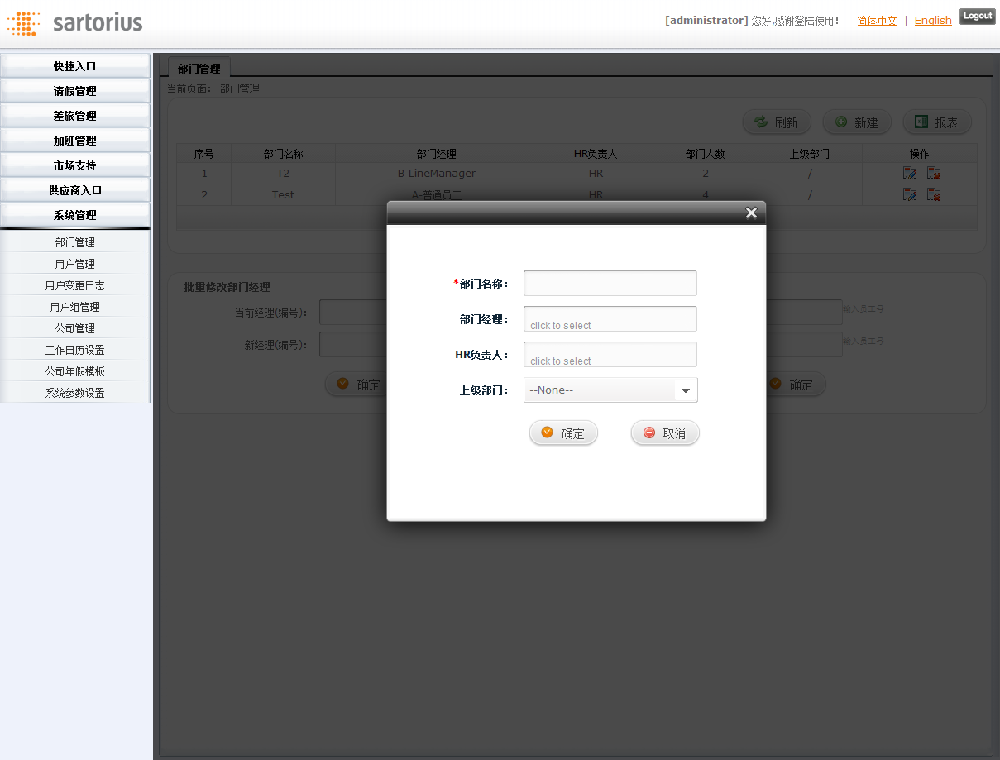 sartorius
[administrator] 您好,感谢登陆使用! 简体中文 | English Logout
快捷入口
请假管理
差旅管理
加班管理
市场支持
供应商入口
系统管理
部门管理
用户管理
用户变更日志
用户组管理
公司管理
工作日历设置
公司年假模板
系统参数设置
部门管理
当前页面: 部门管理
刷新 新建 报表
序号 部门名称 部门经理 HR负责人 部门人数 上级部门 操作
1 T2 B-LineManager HR 2 /
2 Test A-普通员工 HR 4 /
批量修改部门经理
当前经理(编号): 输入员工号
新经理(编号): 输入员工号
确定 确定
*部门名称:
部门经理: click to select
HR负责人: click to select
上级部门: --None--
确定 取消